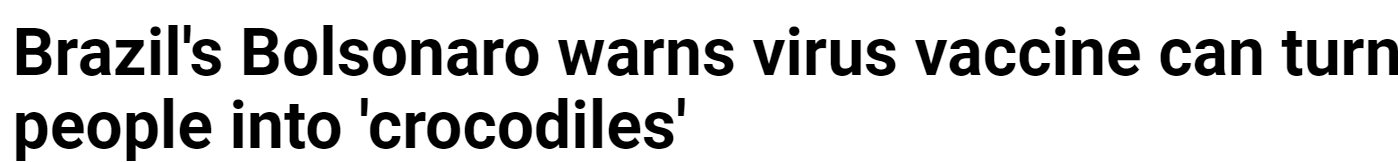 Brazil's Bolsonaro warns virus vaccine can turn
people into 'crocodiles'